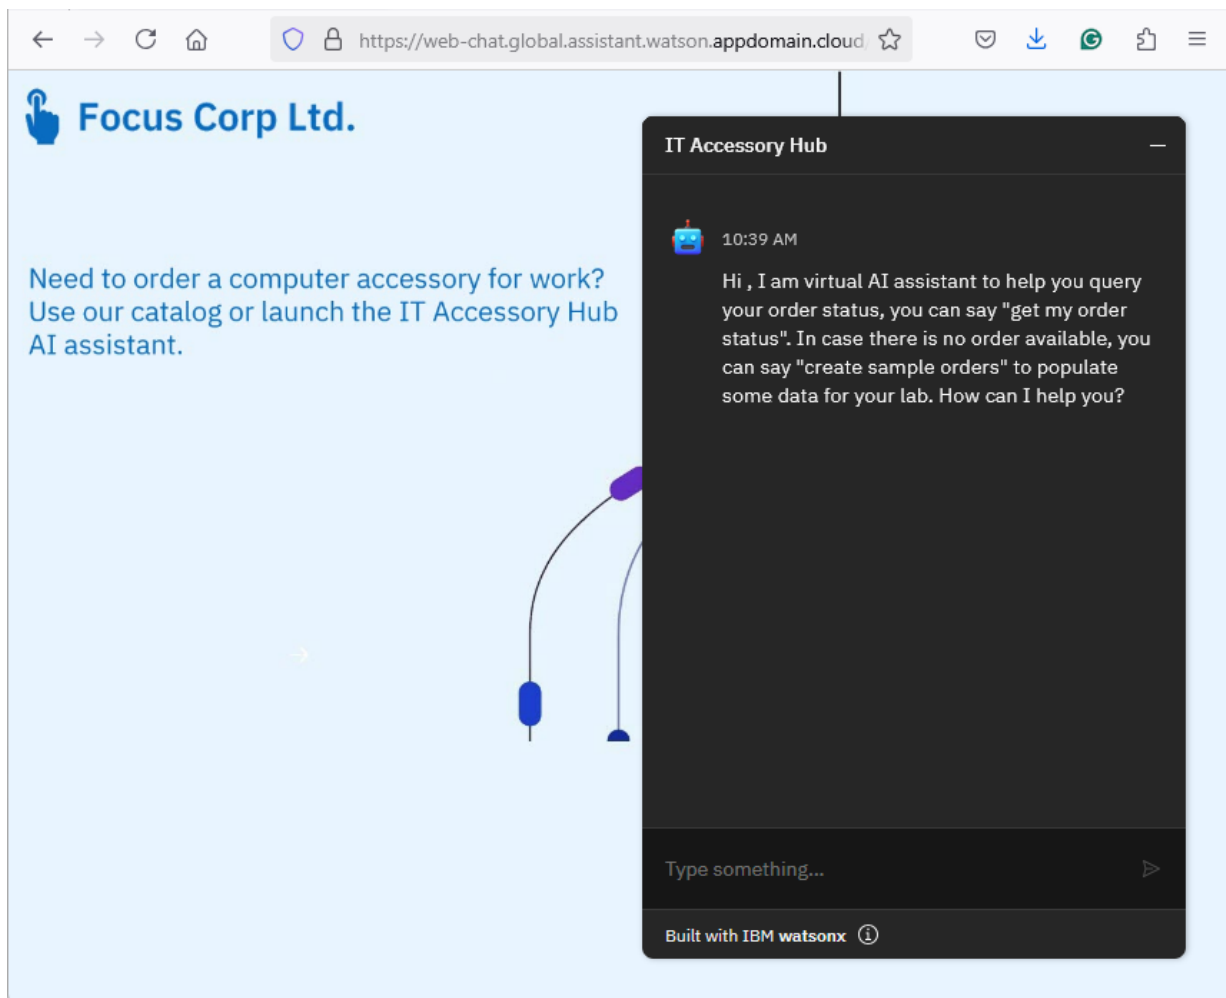 https://web-chat.global.assistant.watson.appdomain.cloud
Focus Corp Ltd.
Need to order a computer accessory for work?
Use our catalog or launch the IT Accessory Hub
AI assistant.
IT Accessory Hub
10:39 AM
Hi , I am virtual AI assistant to help you query
your order status, you can say "get my order
status". In case there is no order available, you
can say "create sample orders" to populate
some data for your lab. How can I help you?
Type something...
Built with IBM watsonx